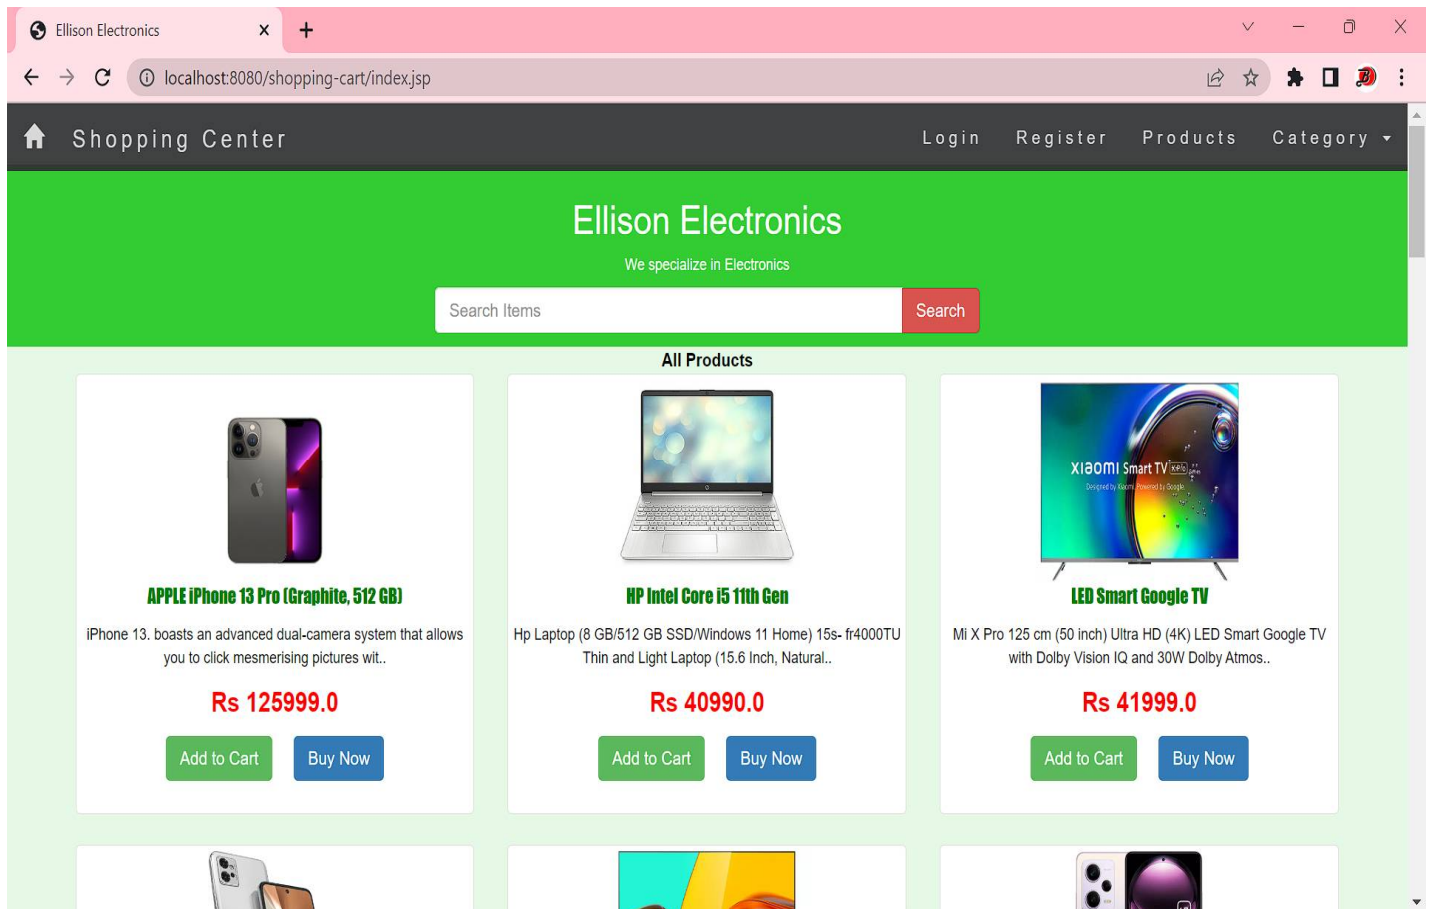 Ellison Electronics
localhost:8080/shopping-cart/index.jsp
Shopping Center
Login Register Products Category
Ellison Electronics
We specialize in Electronics
Search Items
Search
All Products
XIAOMI Smart TV
Designed by Xiaomi, Powered by Google
APPLE iPhone 13 Pro (Graphite, 512 GB)
iPhone 13. boasts an advanced dual-camera system that allows
you to click mesmerising pictures wit..
Rs 125999.0
Add to Cart Buy Now
HP Intel Core i5 11th Gen
Hp Laptop (8 GB/512 GB SSD/Windows 11 Home) 15s- fr4000TU
Thin and Light Laptop (15.6 Inch, Natural..
Rs 40990.0
Add to Cart Buy Now
LED Smart Google TV
Mi X Pro 125 cm (50 inch) Ultra HD (4K) LED Smart Google TV
with Dolby Vision IQ and 30W Dolby Atmos..
Rs 41999.0
Add to Cart Buy Now